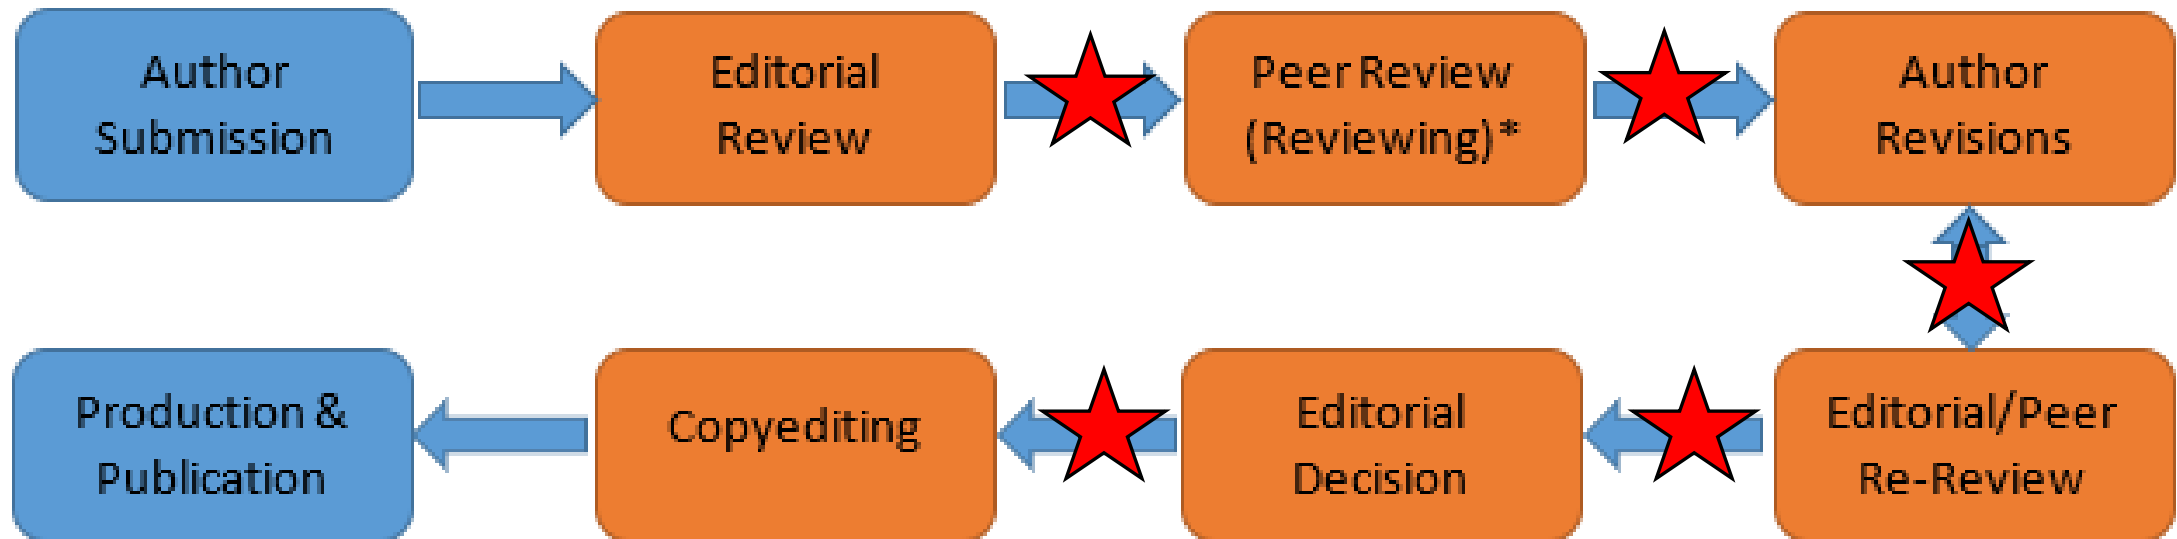 Author
Submission
Editorial
Review
Peer Review
(Reviewing)*
Author
Revisions
Production &
Publication
Copyediting
Editorial
Decision
Editorial/Peer
Re-Review